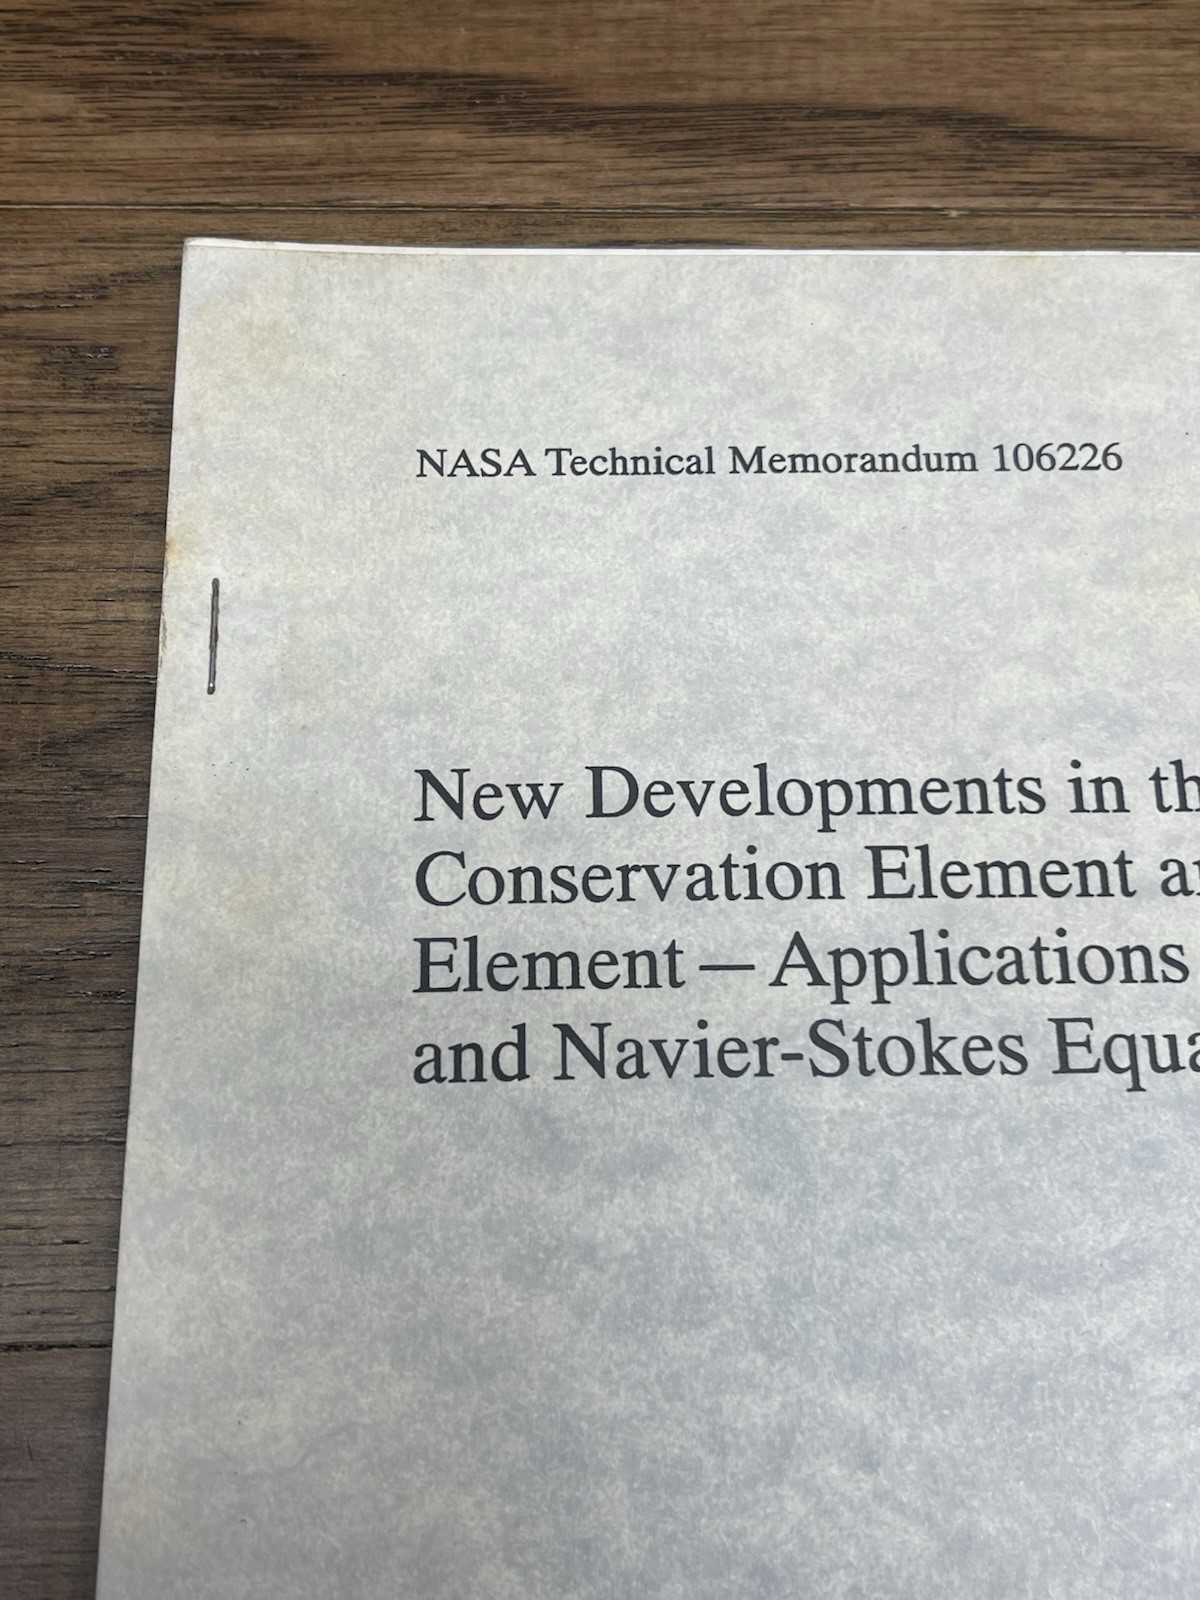 NASA Technical Memorandum 106226
New Developments in th
Conservation Element a
Element — Applications
and Navier-Stokes Equa